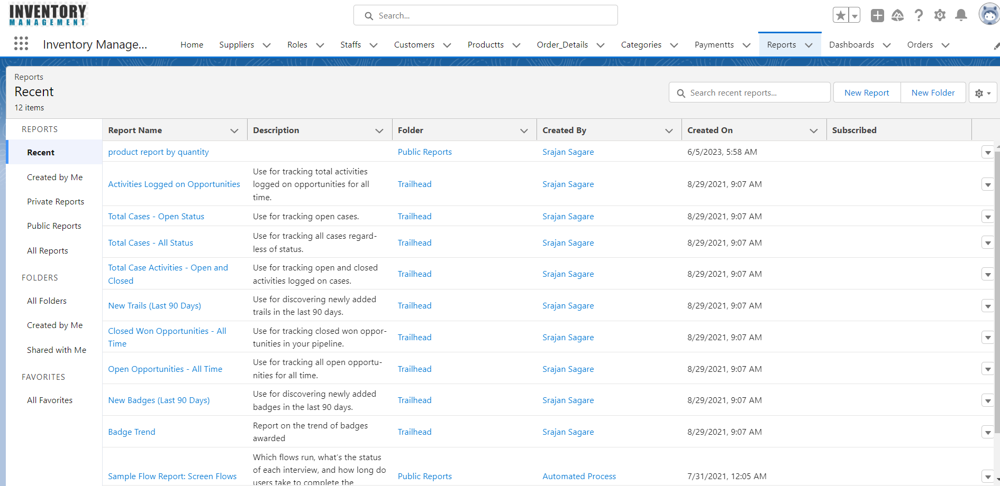 INVENTORY
MANAGEMENT
Search...
Inventory Manage...
Home
Suppliers
Roles
Staffs
Customers
Productts
Order_Details
Categories
Paymentts
Reports
Dashboards
Orders
Reports
Recent
12 items
Search recent reports...
New Report
New Folder
REPORTS
Recent
Created by Me
Private Reports
Public Reports
All Reports
FOLDERS
All Folders
Created by Me
Shared with Me
FAVORITES
All Favorites
Report Name
Description
Folder
Created By
Created On
Subscribed
product report by quantity
Public Reports
Srajan Sagare
6/5/2023, 5:58 AM
Activities Logged on Opportunities
Use for tracking total activities
logged on opportunities for all
time.
Trailhead
Srajan Sagare
8/29/2021, 9:07 AM
Total Cases - Open Status
Use for tracking open cases.
Trailhead
Srajan Sagare
8/29/2021, 9:07 AM
Total Cases - All Status
Use for tracking all cases regard-
less of status.
Trailhead
Srajan Sagare
8/29/2021, 9:07 AM
Total Case Activities - Open and
Closed
Use for tracking open and closed
activities logged on cases.
Trailhead
Srajan Sagare
8/29/2021, 9:07 AM
New Trails (Last 90 Days)
Use for discovering newly added
trails in the last 90 days.
Trailhead
Srajan Sagare
8/29/2021, 9:07 AM
Closed Won Opportunities - All
Time
Use for tracking closed won oppor-
tunities in your pipeline.
Trailhead
Srajan Sagare
8/29/2021, 9:07 AM
Open Opportunities - All Time
Use for tracking all open opportu-
nities for all time.
Trailhead
Srajan Sagare
8/29/2021, 9:07 AM
New Badges (Last 90 Days)
Use for discovering newly added
badges in the last 90 days.
Trailhead
Srajan Sagare
8/29/2021, 9:07 AM
Badge Trend
Report on the trend of badges
awarded
Trailhead
Srajan Sagare
8/29/2021, 9:07 AM
Sample Flow Report: Screen Flows
Which flows run, what's the status
of each interview, and how long do
users take to complete the
Public Reports
Automated Process
7/31/2021, 12:05 AM